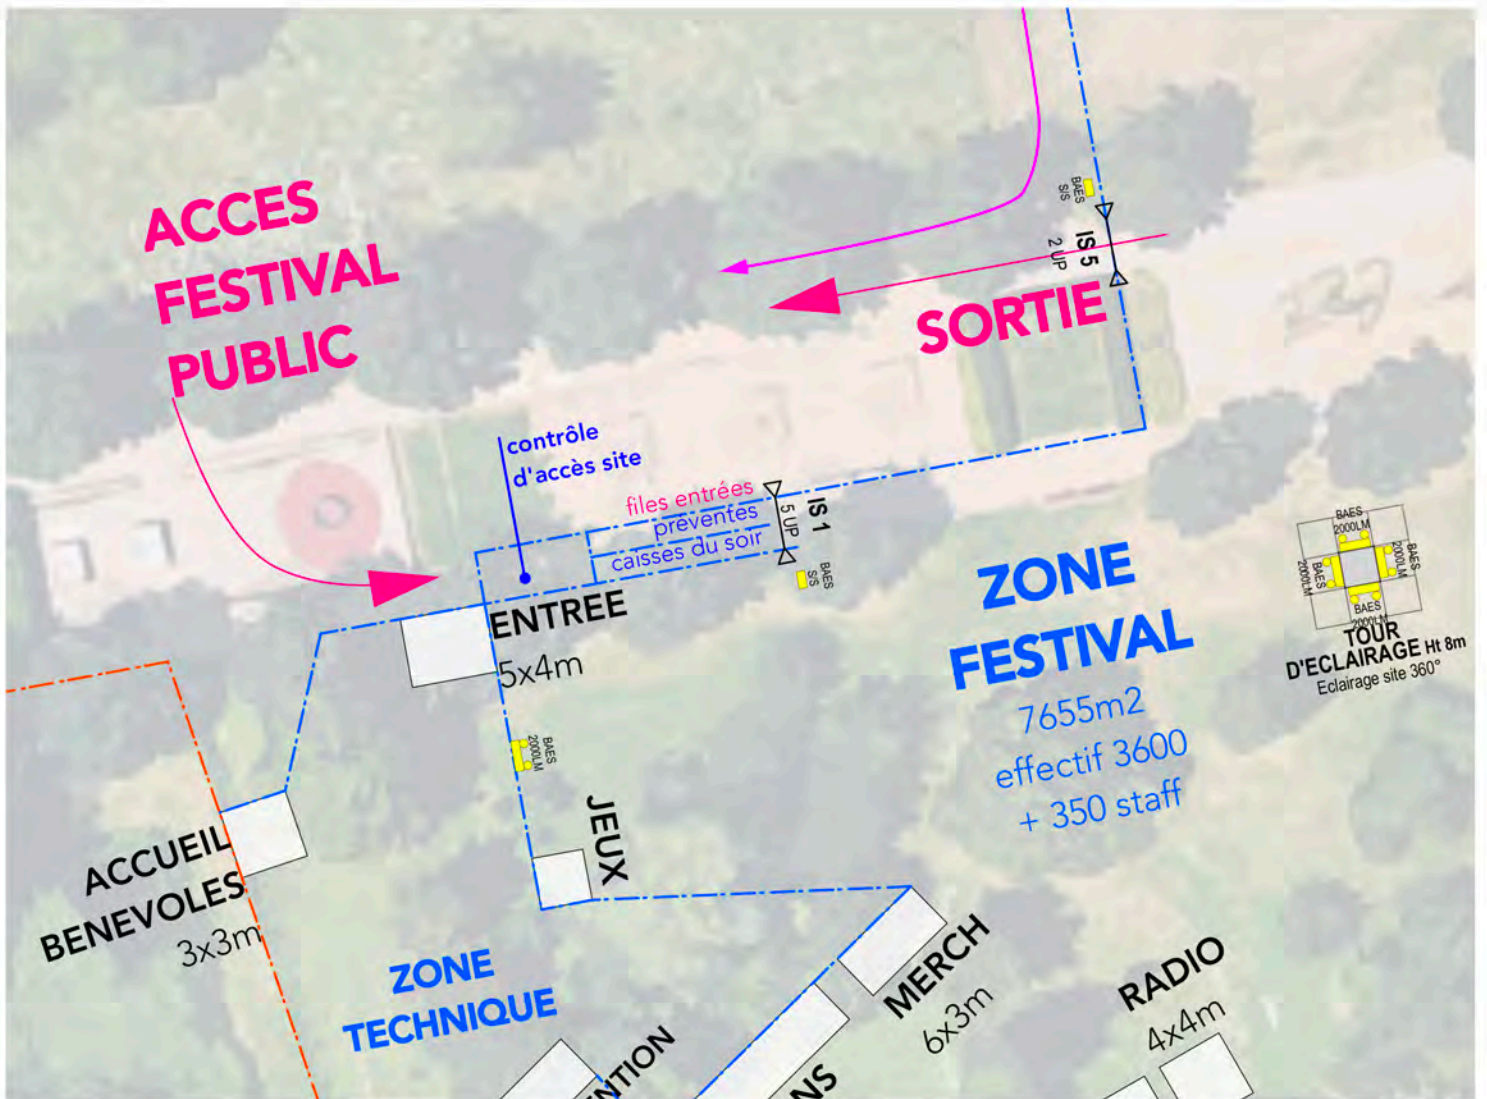 ACCES
FESTIVAL
PUBLIC
BAES
S/S
IS 5
2 UP
SORTIE
contrôle
d'accès site
files entrées
préventes
caisses du soir
5 UP
IS 1
BAES
S/S
ENTREE
5x4m
ZONE
FESTIVAL
7655m2
effectif 3600
+ 350 staff
BAES
2000LM
BAES
2000LM
BAES
2000LM
BAES
2000LM
TOUR
D'ECLAIRAGE Ht 8m
Eclairage site 360°
BAES
2000LM
JEUX
ACCUEIL
BENEVOLES
3x3m
ZONE
TECHNIQUE
MERCH
6x3m
RADIO
4x4m
ENTION
NS